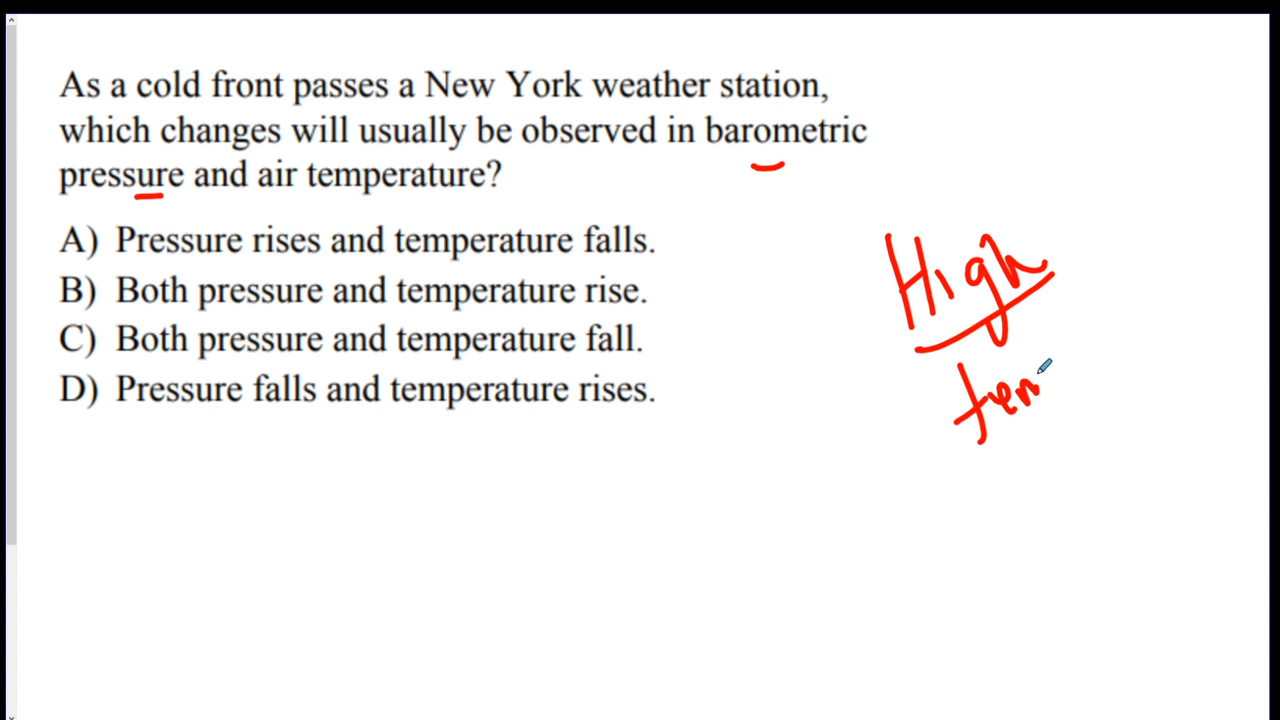 As a cold front passes a New York weather station,
which changes will usually be observed in barometric
pressure and air temperature?
A) Pressure rises and temperature falls.
B) Both pressure and temperature rise.
C) Both pressure and temperature fall.
D) Pressure falls and temperature rises.
High
tem